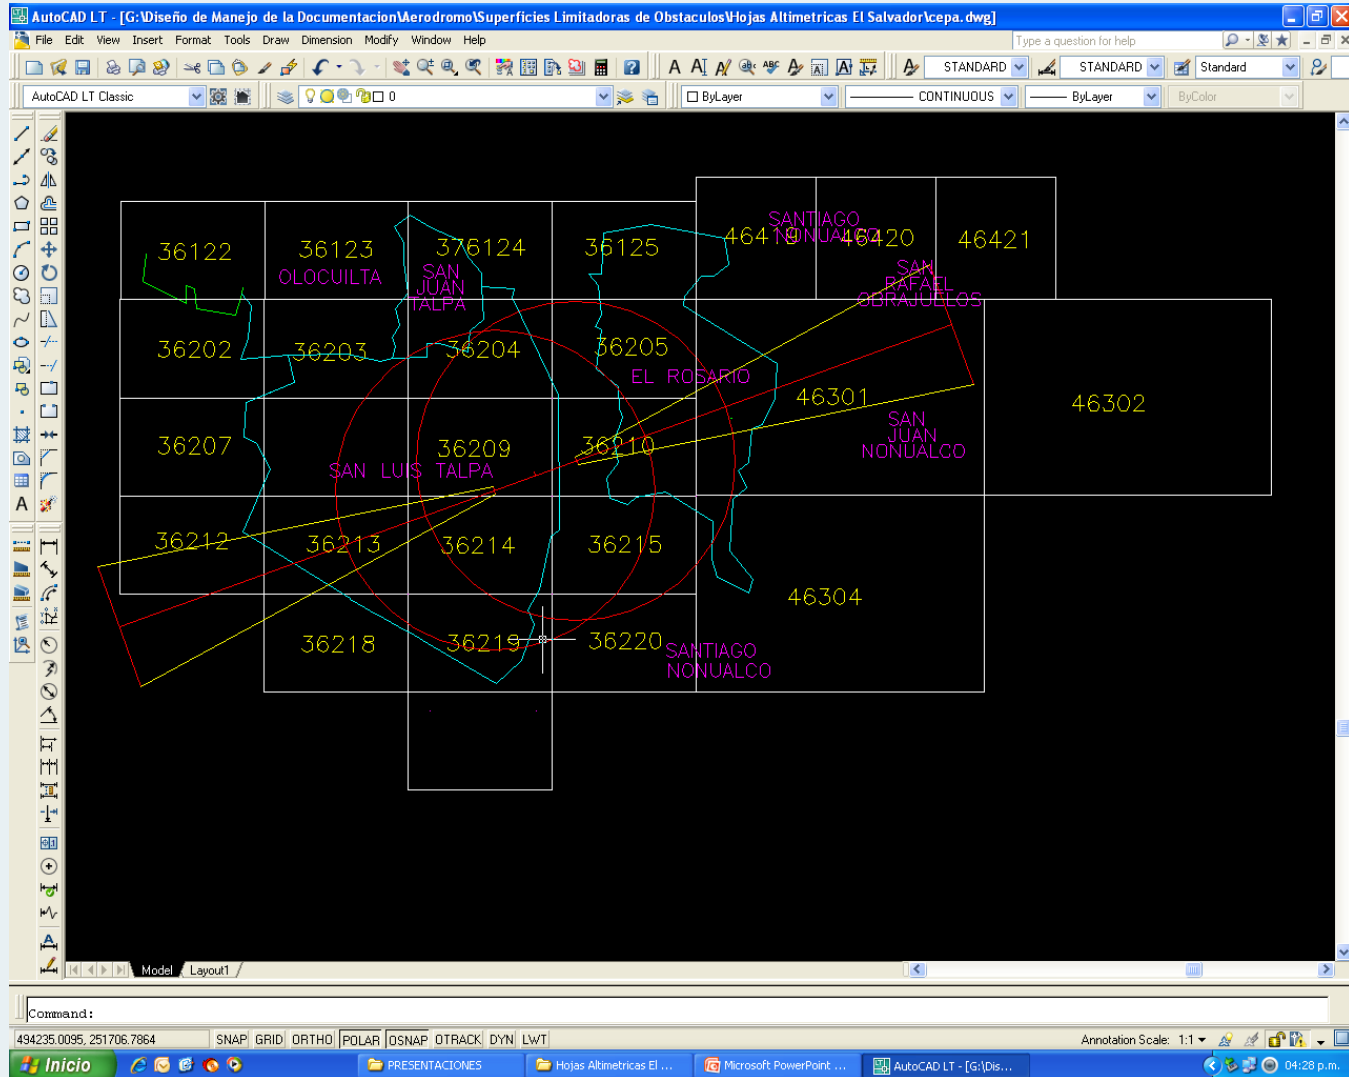 AutoCAD LT - [G:\Diseño de Manejo de la Documentacion\Aerodromo\Superficies Limitadoras de Obstaculos\Hojas Altimetricas El Salvador\cepa.dwg]
File Edit View Insert Format Tools Draw Dimension Modify Window Help
Type a question for help
STANDARD STANDARD Standard
AutoCAD LT Classic 0 ByLayer CONTINUOUS ByLayer ByColor
SANTIAGO
NONUALCO
36122 36123 376124 36125 46419 46420 46421
OLOCUILTA
SAN
JUAN
TALPA
SAN
RAFAEL
OBRAJUELOS
36202 36203 36204 36205
EL ROSARIO
46301 46302
SAN
JUAN
NONUALCO
36207 36209 36210
SAN LUIS TALPA
36212 36213 36214 36215
46304
36218 36219 36220
SANTIAGO
NONUALCO
Model Layout1
Command:
494235.0095, 251706.7864 SNAP GRID ORTHO POLAR OSNAP OTRACK DYN LWT Annotation Scale: 1:1
Inicio PRESENTACIONES Hojas Altimetricas El ... Microsoft PowerPoint ... AutoCAD LT - [G:\Dis... 04:28 p.m.